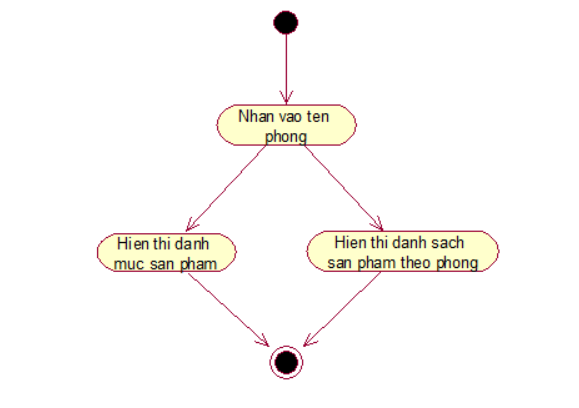 Nhan vao ten
phong
Hien thi danh
muc san pham
Hien thi danh sach
san pham theo phong